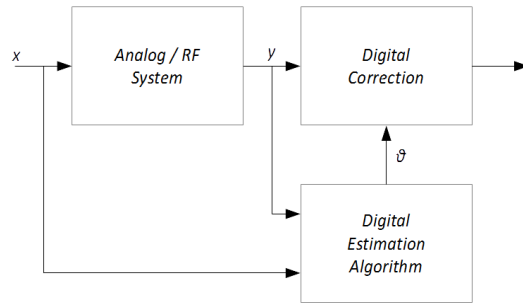 x
Analog / RF
System
y
Digital
Correction
ϑ
Digital
Estimation
Algorithm